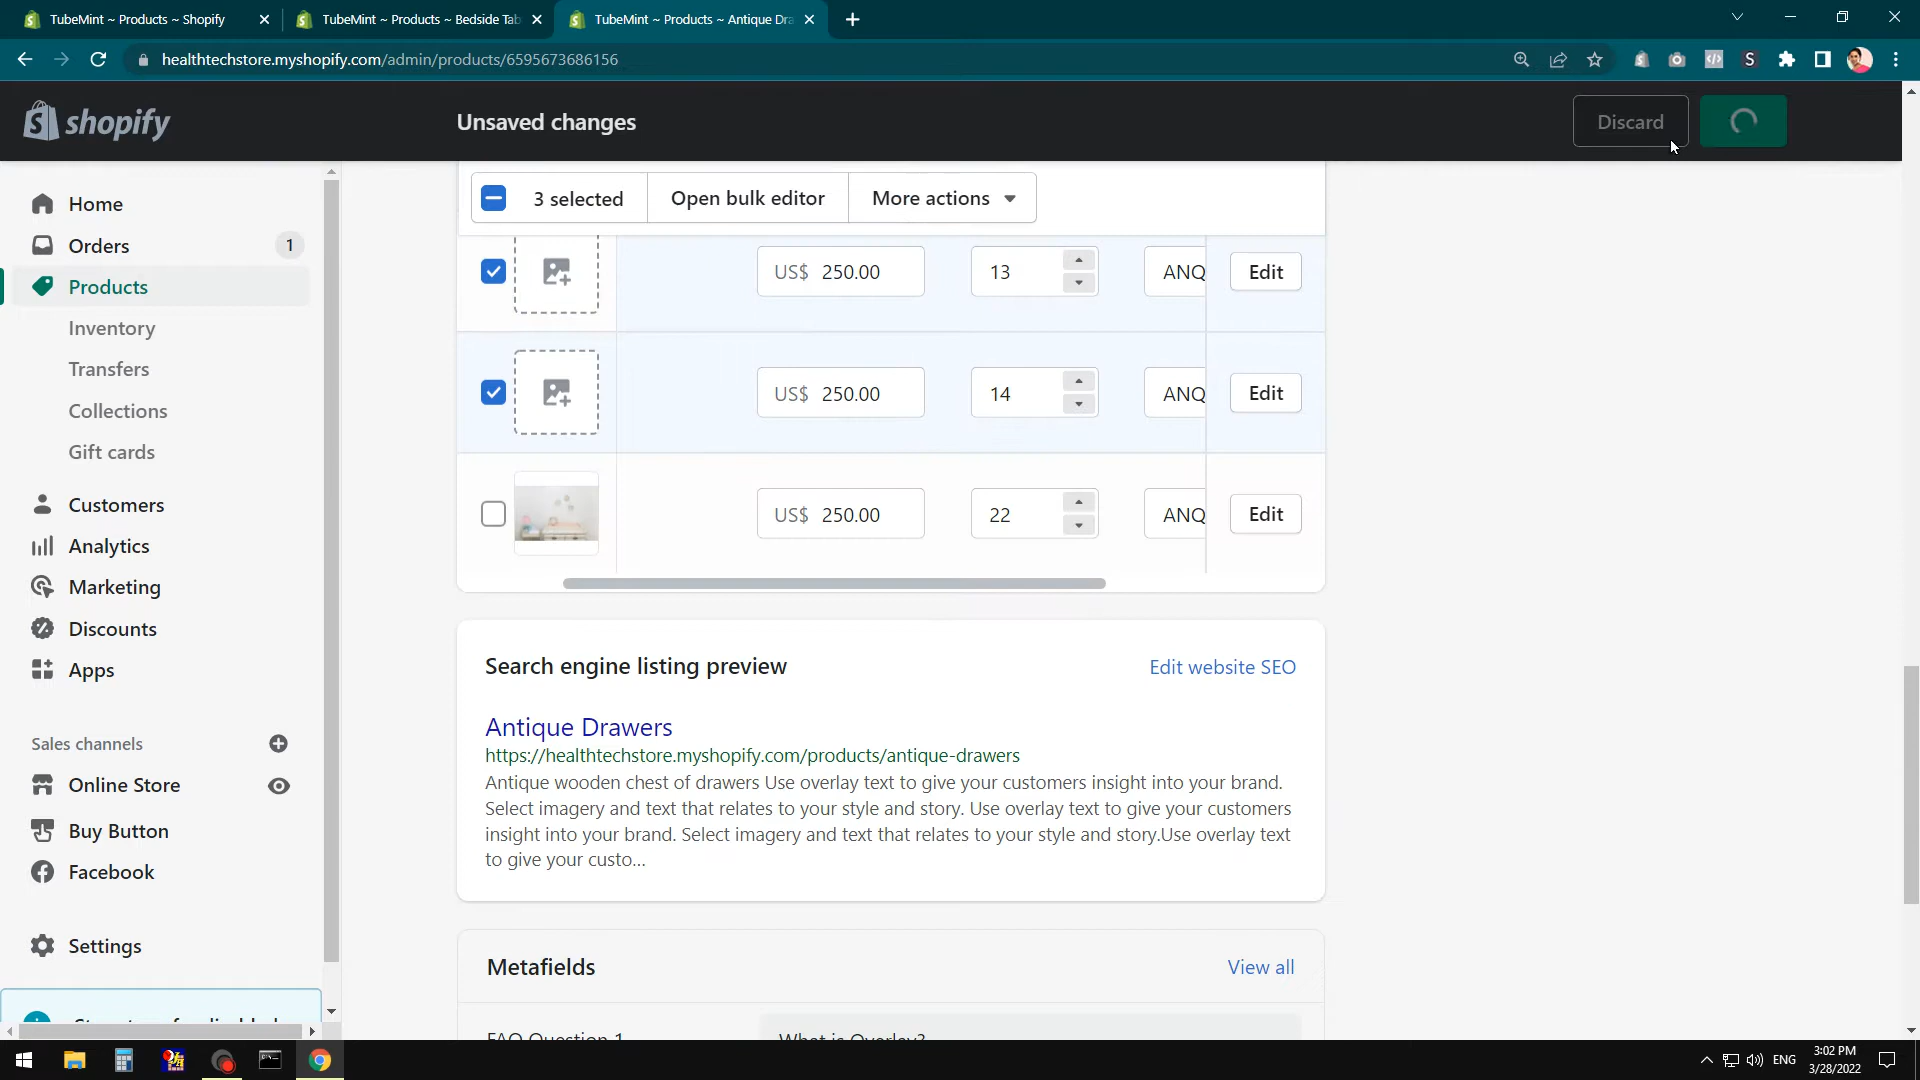 TubeMint ~ Products ~ Shopify
TubeMint ~ Products ~ Bedside Tab
TubeMint ~ Products ~ Antique Dra
healthtechstore.myshopify.com/admin/products/6595673686156
shopify
Unsaved changes
Discard
Home
Orders
1
Products
Inventory
Transfers
Collections
Gift cards
Customers
Analytics
Marketing
Discounts
Apps
Sales channels
Online Store
Buy Button
Facebook
Settings
3 selected
Open bulk editor
More actions
US$ 250.00
13
ANQ
Edit
US$ 250.00
14
ANQ
Edit
US$ 250.00
22
ANQ
Edit
Search engine listing preview
Edit website SEO
Antique Drawers
https://healthtechstore.myshopify.com/products/antique-drawers
Antique wooden chest of drawers Use overlay text to give your customers insight into your brand.
Select imagery and text that relates to your style and story. Use overlay text to give your customers
insight into your brand. Select imagery and text that relates to your style and story.Use overlay text
to give your custo...
Metafields
View all
FAQ Question 1
What is Overlay?
ENG
3:02 PM
3/28/2022